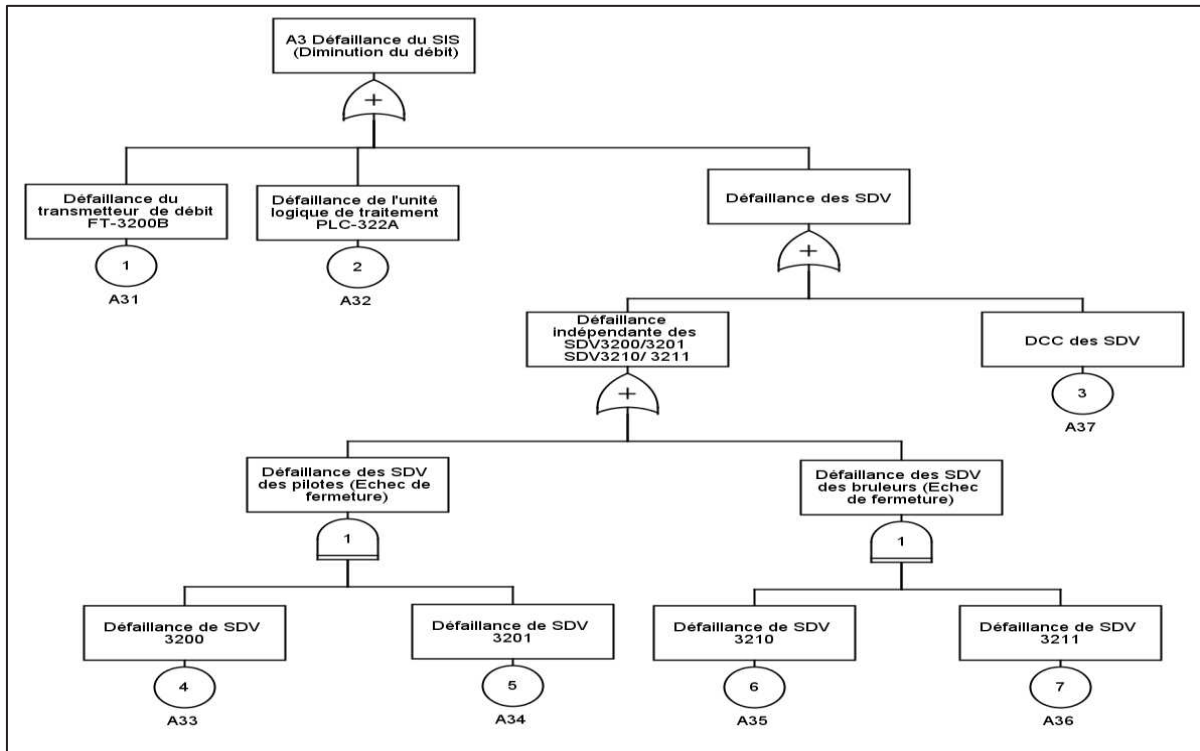 A3 Défaillance du SIS
(Diminution du débit)
+
Défaillance du
transmetteur de débit
FT-3200B
1
A31
Défaillance de l'unité
logique de traitement
PLC-322A
2
A32
Défaillance des SDV
+
Défaillance
indépendante des
SDV3200/3201
SDV3210/ 3211
+
DCC des SDV
3
A37
Défaillance des SDV
des pilotes (Echec de
fermeture)
1
Défaillance des SDV
des bruleurs (Echec
de fermeture)
1
Défaillance de SDV
3200
4
A33
Défaillance de SDV
3201
5
A34
Défaillance de SDV
3210
6
A35
Défaillance de SDV
3211
7
A36